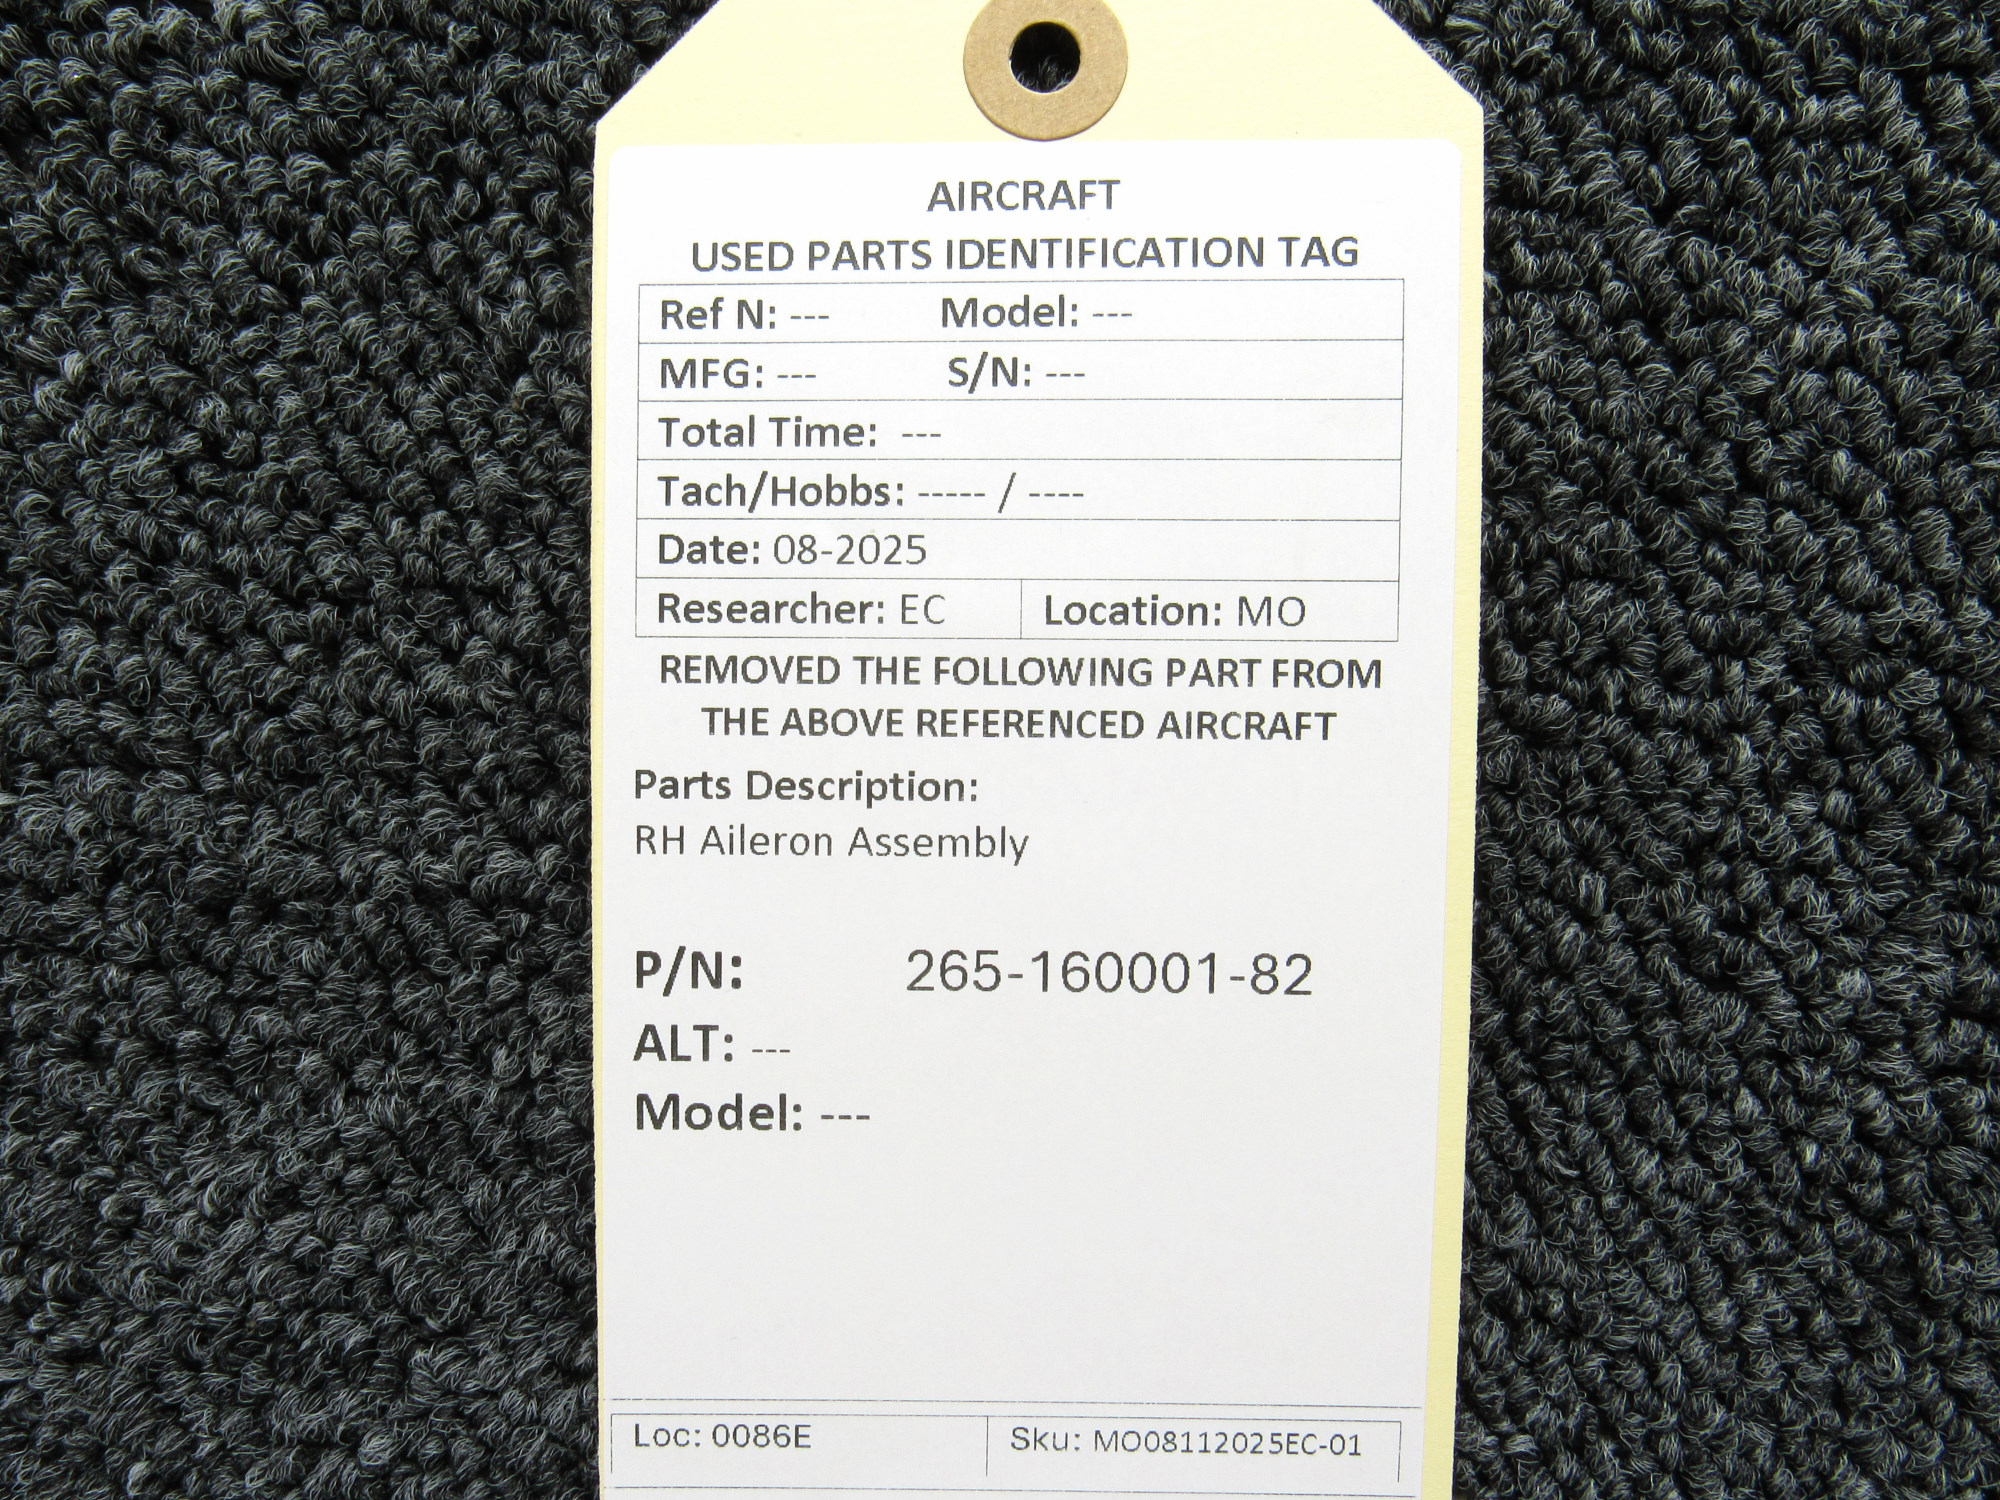 AIRCRAFT
USED PARTS IDENTIFICATION TAG
Ref N: --- Model: ---
MFG: --- S/N: ---
Total Time: ---
Tach/Hobbs: ----- / ----
Date: 08-2025
Researcher: EC Location: MO
REMOVED THE FOLLOWING PART FROM
THE ABOVE REFERENCED AIRCRAFT
Parts Description:
RH Aileron Assembly
P/N: 265-160001-82
ALT: ---
Model: ---
Loc: 0086E Sku: MO08112025EC-01